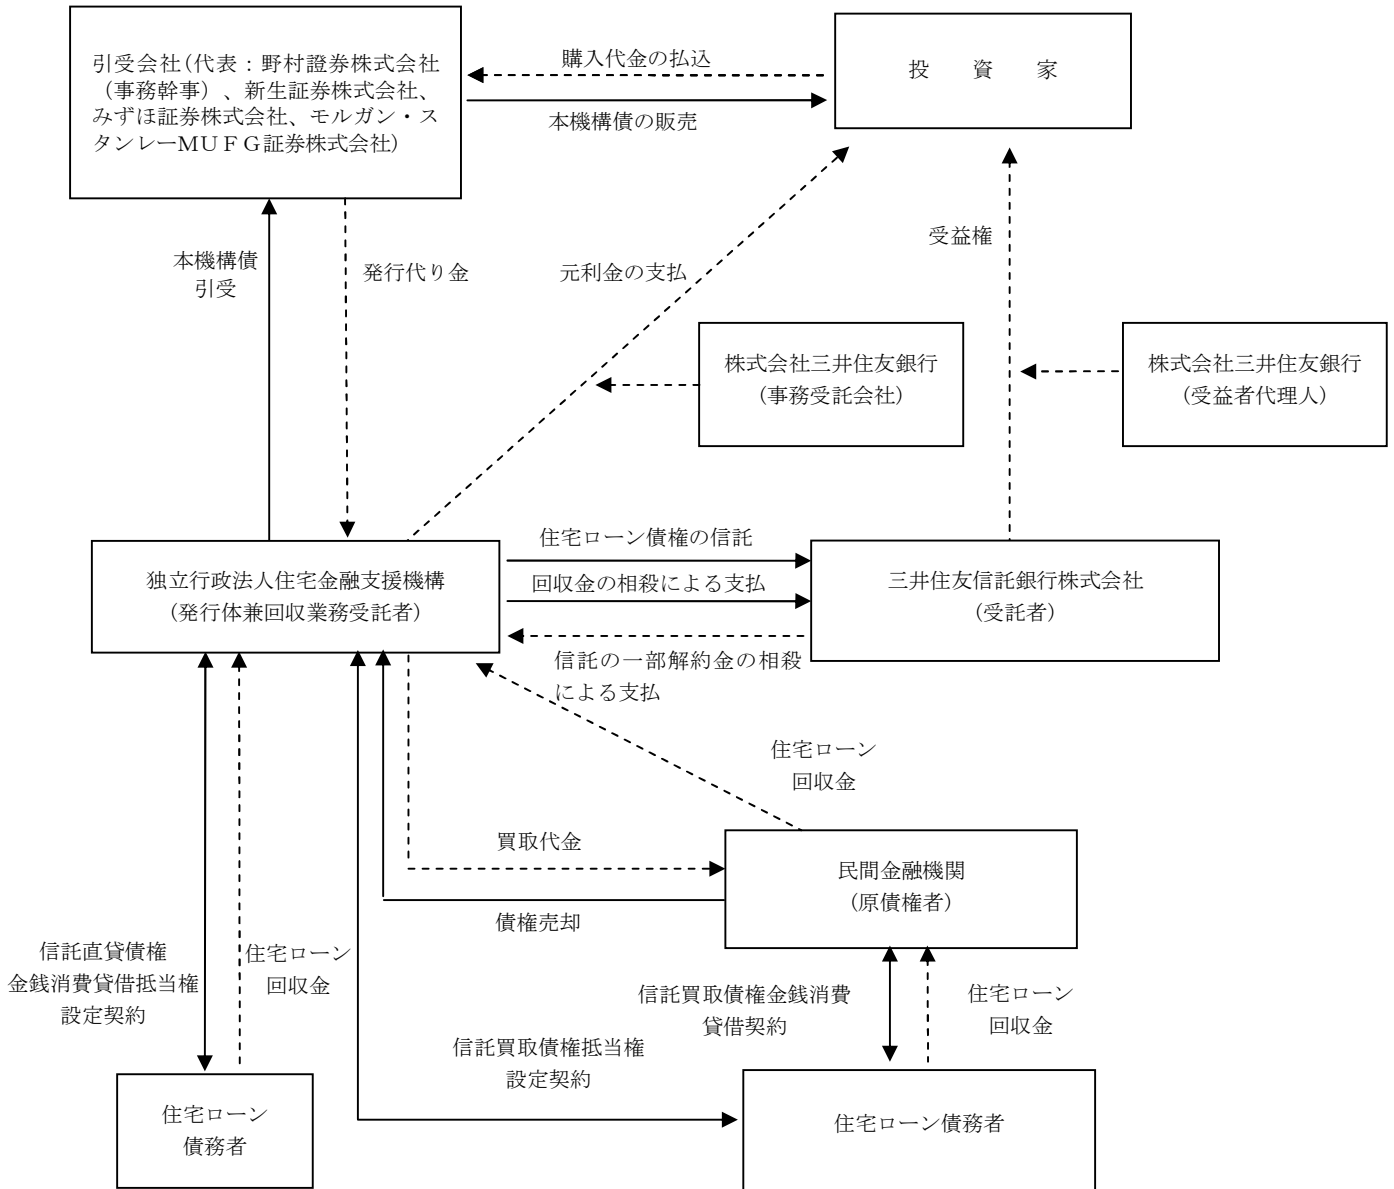 引受会社(代表：野村證券株式会社
（事務幹事）、新生証券株式会社、
みずほ証券株式会社、モルガン・ス
タンレーMUFG証券株式会社)
購入代金の払込
本機構債の販売
投　資　家
本機構債
引受
発行代り金
元利金の支払
受益権
株式会社三井住友銀行
（事務受託会社）
株式会社三井住友銀行
（受益者代理人）
独立行政法人住宅金融支援機構
（発行体兼回収業務受託者）
住宅ローン債権の信託
回収金の相殺による支払
信託の一部解約金の相殺
による支払
三井住友信託銀行株式会社
（受託者）
住宅ローン
回収金
買取代金
債権売却
民間金融機関
（原債権者）
信託直貸債権
金銭消費貸借抵当権
設定契約
住宅ローン
回収金
信託買取債権金銭消費
貸借契約
住宅ローン
回収金
信託買取債権抵当権
設定契約
住宅ローン
債務者
住宅ローン債務者